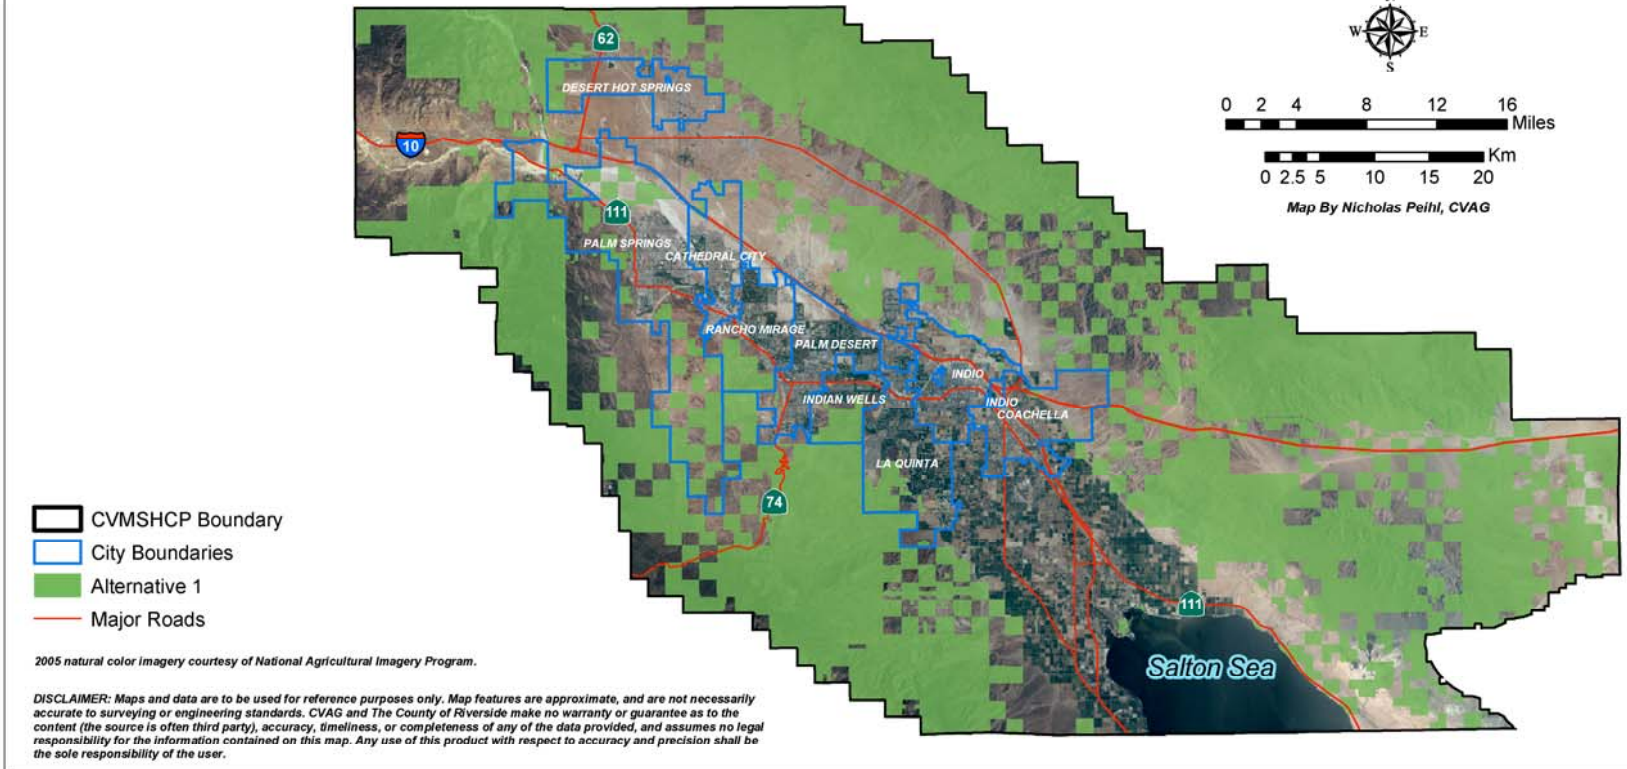 62
DESERT HOT SPRINGS
10
111
PALM SPRINGS
CATHEDRAL CITY
RANCHO MIRAGE
PALM DESERT
INDIO
INDIAN WELLS
INDIO
COACHELLA
LA QUINTA
74
111
Salton Sea
W E
S
0 2 4 8 12 16
Miles
Km
0 2.5 5 10 15 20
Map By Nicholas Peihl, CVAG
CVMSHCP Boundary
City Boundaries
Alternative 1
Major Roads
2005 natural color imagery courtesy of National Agricultural Imagery Program.
DISCLAIMER: Maps and data are to be used for reference purposes only. Map features are approximate, and are not necessarily
accurate to surveying or engineering standards. CVAG and The County of Riverside make no warranty or guarantee as to the
content (the source is often third party), accuracy, timeliness, or completeness of any of the data provided, and assumes no legal
responsibility for the information contained on this map. Any use of this product with respect to accuracy and precision shall be
the sole responsibility of the user.